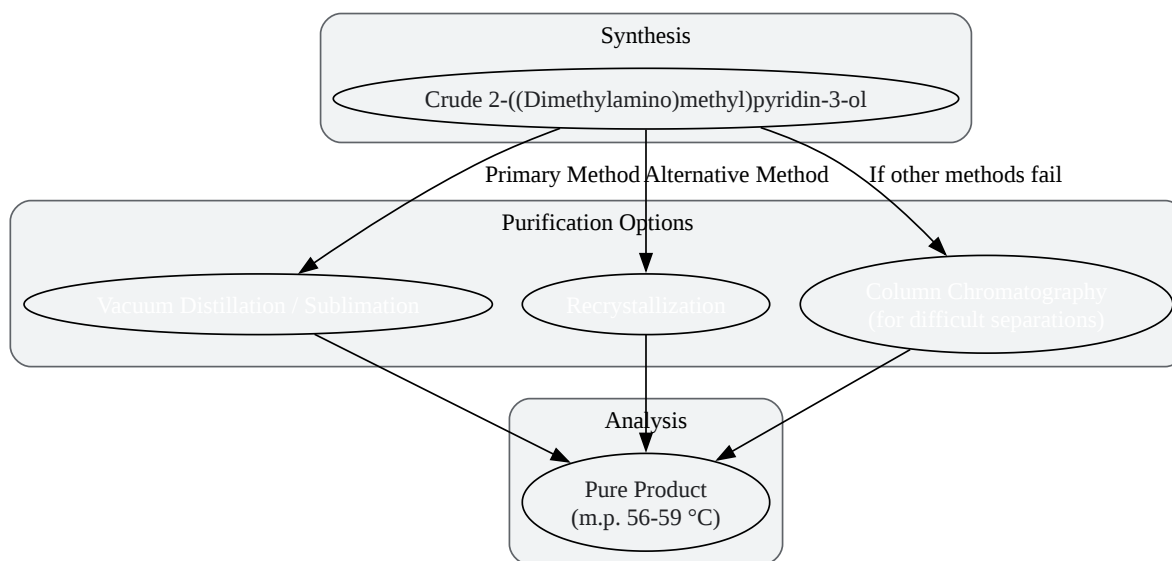 Synthesis
Crude 2-((Dimethylamino)methyl)pyridin-3-ol
Primary Method
Alternative Method
If other methods fail
Purification Options
Vacuum Distillation / Sublimation
Recrystallization
Column Chromatography
(for difficult separations)
Analysis
Pure Product
(m.p. 56-59 °C)